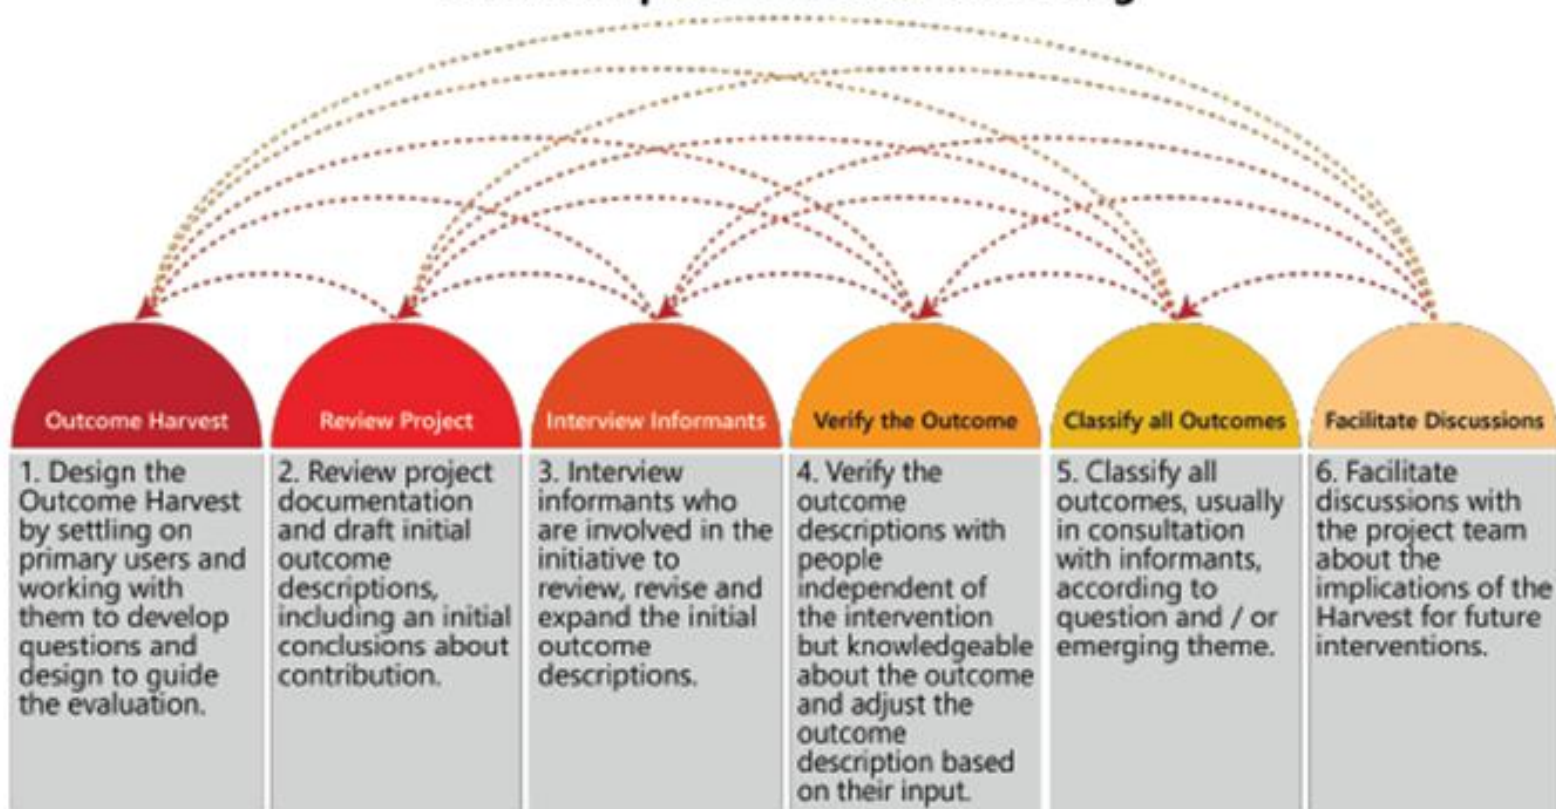 Outcome Harvest
Review Project
Interview Informants
Verify the Outcome
Classify all Outcomes
Facilitate Discussions
1. Design the
Outcome Harvest
by settling on
primary users and
working with
them to develop
questions and
design to guide
the evaluation.
2. Review project
documentation
and draft initial
outcome
descriptions,
including an initial
conclusions about
contribution.
3. Interview
informants who
are involved in the
initiative to
review, revise and
expand the initial
outcome
descriptions.
4. Verify the
outcome
descriptions with
people
independent of
the intervention
but knowledgeable
about the outcome
and adjust the
outcome
description based
on their input.
5. Classify all
outcomes, usually
in consultation
with informants,
according to
question and / or
emerging theme.
6. Facilitate
discussions with
the project team
about the
implications of the
Harvest for future
interventions.